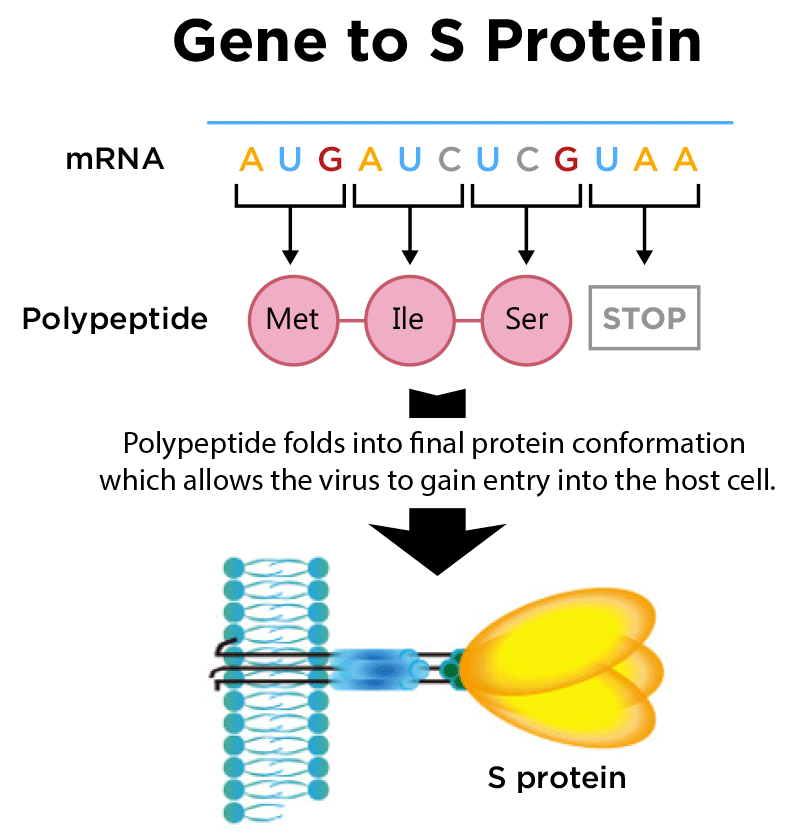 Gene to S Protein
mRNA A U G A U C U C G U A A
Polypeptide Met Ile Ser STOP
Polypeptide folds into final protein conformation
which allows the virus to gain entry into the host cell.
S protein